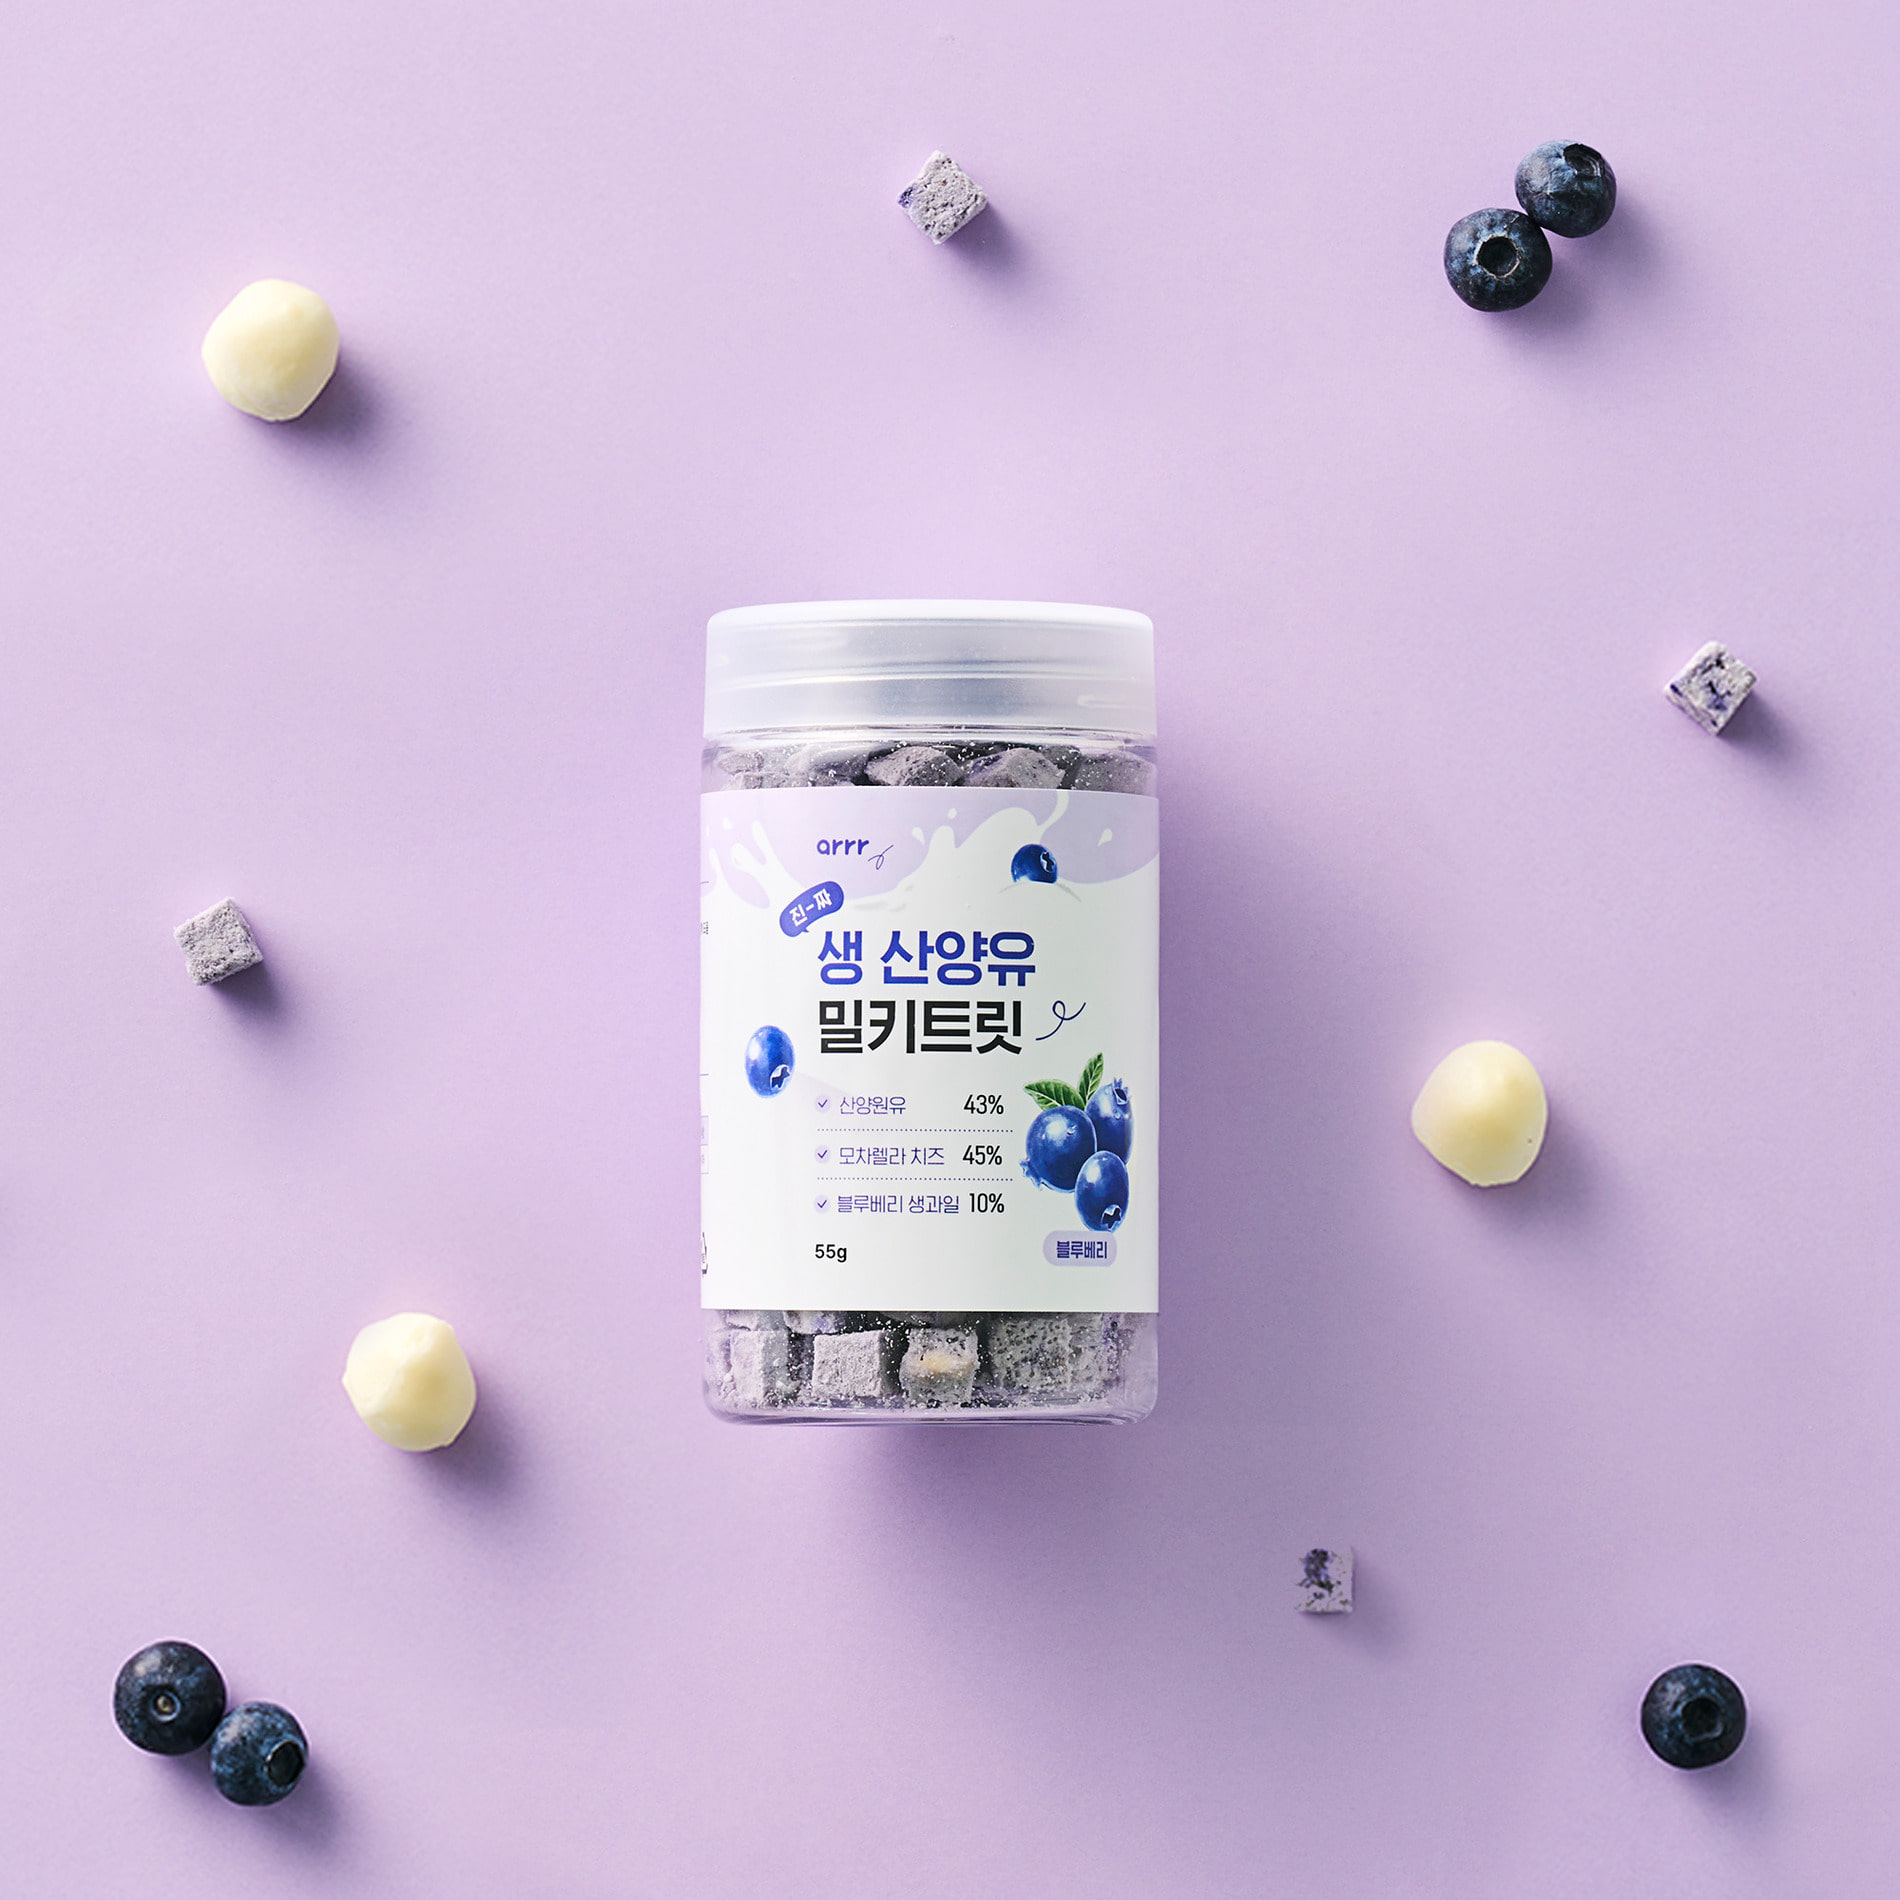 arrr
진-짜
생 산양유
밀키트릿
산양원유 43%
모차렐라 치즈 45%
블루베리 생과일 10%
55g
블루베리